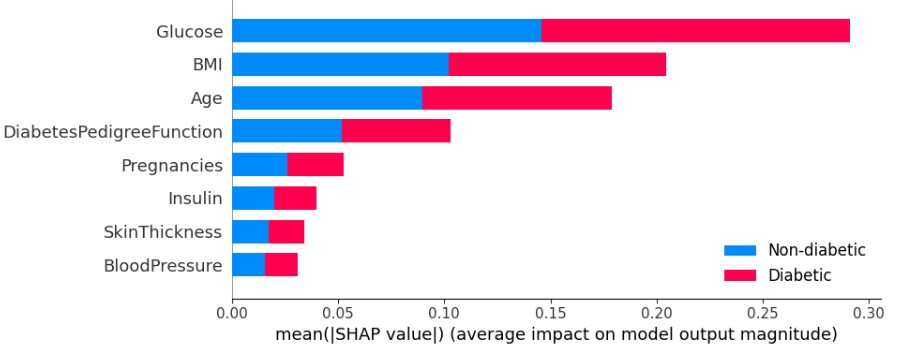 Glucose
BMI
Age
DiabetesPedigreeFunction
Pregnancies
Insulin
SkinThickness
BloodPressure
Non-diabetic
Diabetic
0.00 0.05 0.10 0.15 0.20 0.25 0.30
mean(|SHAP value|) (average impact on model output magnitude)